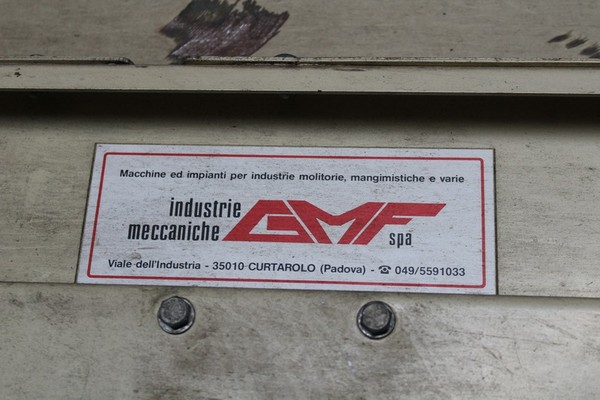 Macchine ed impianti per industrie molitorie, mangimistiche e varie
industrie
meccaniche GMF spa
Viale dell'Industria - 35010 CURTAROLO (Padova) - ☎ 049/5591033